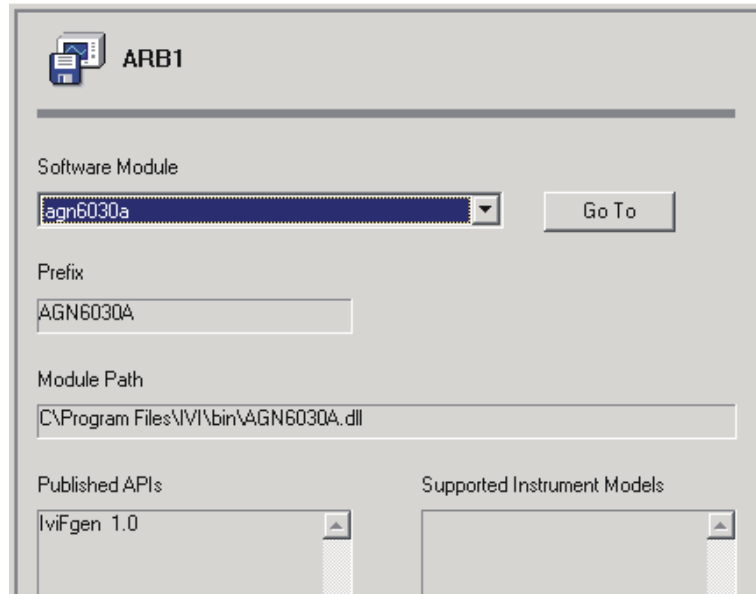 ARB1
Software Module
agn6030a
Go To
Prefix
AGN6030A
Module Path
C\Program Files\IVI\bin\AGN6030A.dll
Published APIs
Supported Instrument Models
IviFgen 1.0